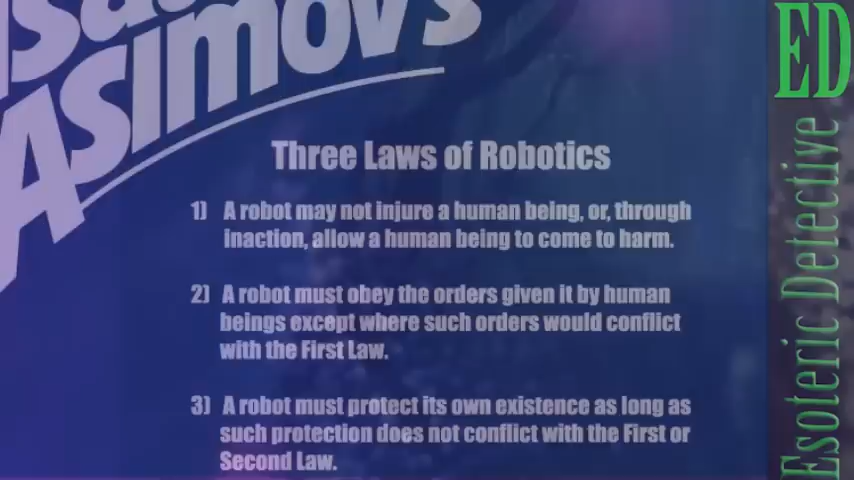 Isaac
Asimov's
Three Laws of Robotics
1) A robot may not injure a human being, or, through
inaction, allow a human being to come to harm.
2) A robot must obey the orders given it by human
beings except where such orders would conflict
with the First Law.
3) A robot must protect its own existence as long as
such protection does not conflict with the First or
Second Law.
ED
Esoteric Detective